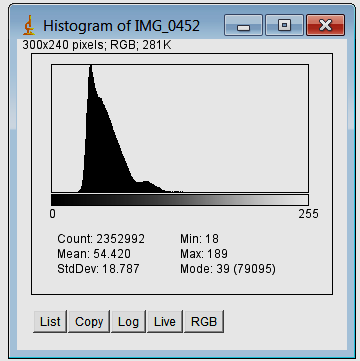 Histogram of IMG_0452
300x240 pixels; RGB; 281K
0 255
Count: 2352992 Min: 18
Mean: 54.420 Max: 189
StdDev: 18.787 Mode: 39 (79095)
List Copy Log Live RGB